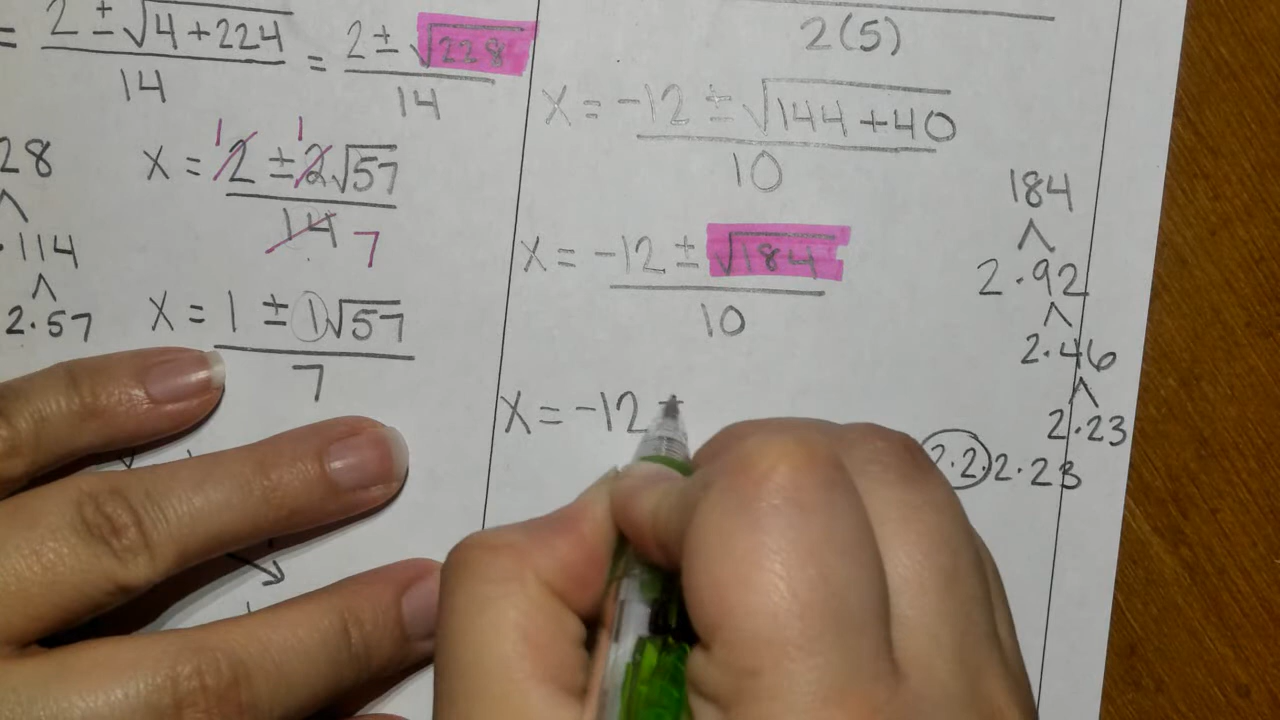 = 2 ± √4+224 / 14 = 2 ± √228 / 14
28
·114
2·57
x = 2 ± 2√57 / 14
1 1
7
x = 1 ± 1√57 / 7
2(5)
x = -12 ± √144+40 / 10
x = -12 ± √184 / 10
x = -12
184
2·92
2·46
2·23
2·2·2·23